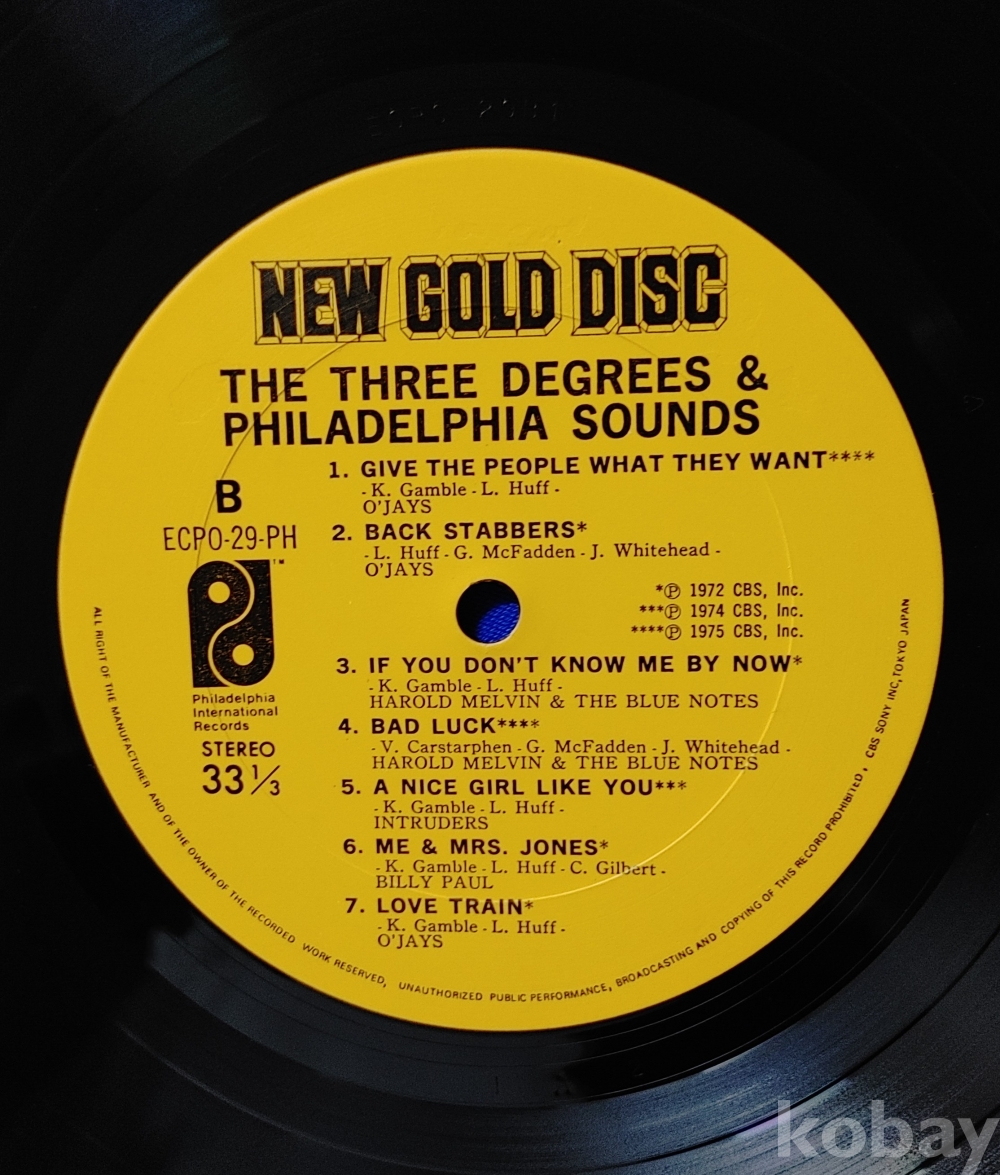 NEW GOLD DISC
THE THREE DEGREES &
PHILADELPHIA SOUNDS
B
ECPO-29-PH
Philadelphia
International
Records
STEREO
33 1/3
1. GIVE THE PEOPLE WHAT THEY WANT****
- K. Gamble - L. Huff -
O'JAYS
2. BACK STABBERS*
- L. Huff - G. McFadden - J. Whitehead -
O'JAYS
*℗ 1972 CBS, Inc.
***℗ 1974 CBS, Inc.
****℗ 1975 CBS, Inc.
3. IF YOU DON'T KNOW ME BY NOW*
- K. Gamble - L. Huff -
HAROLD MELVIN & THE BLUE NOTES
4. BAD LUCK****
- V. Carstarphen - G. McFadden - J. Whitehead -
HAROLD MELVIN & THE BLUE NOTES
5. A NICE GIRL LIKE YOU***
- K. Gamble - L. Huff -
INTRUDERS
6. ME & MRS. JONES*
- K. Gamble - L. Huff - C. Gilbert -
BILLY PAUL
7. LOVE TRAIN*
- K. Gamble - L. Huff -
O'JAYS
ALL RIGHT OF THE MANUFACTURER AND OF THE OWNER OF THE RECORDED WORK RESERVED, UNAUTHORIZED PUBLIC PERFORMANCE, BROADCASTING AND COPYING OF THIS RECORD PROHIBITED, CBS SONY INC, TOKYO JAPAN
kobay